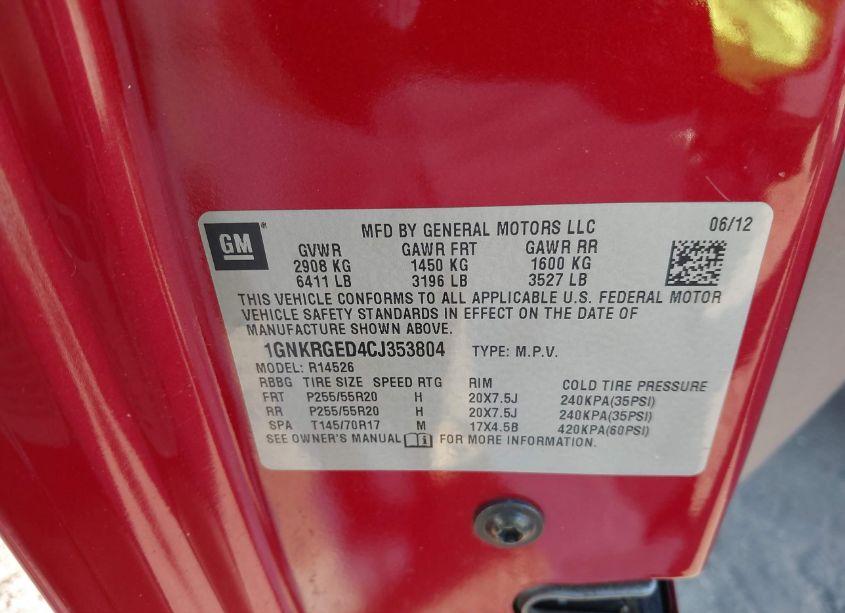 GM
MFD BY GENERAL MOTORS LLC 06/12
GVWR GAWR FRT GAWR RR
2908 KG 1450 KG 1600 KG
6411 LB 3196 LB 3527 LB
THIS VEHICLE CONFORMS TO ALL APPLICABLE U.S. FEDERAL MOTOR
VEHICLE SAFETY STANDARDS IN EFFECT ON THE DATE OF
MANUFACTURE SHOWN ABOVE.
1GNKRGED4CJ353804 TYPE: M.P.V.
MODEL: R14526
RBBG TIRE SIZE SPEED RTG RIM COLD TIRE PRESSURE
FRT P255/55R20 H 20X7.5J 240KPA(35PSI)
RR P255/55R20 H 20X7.5J 240KPA(35PSI)
SPA T145/70R17 M 17X4.5B 420KPA(60PSI)
SEE OWNER'S MANUAL FOR MORE INFORMATION.